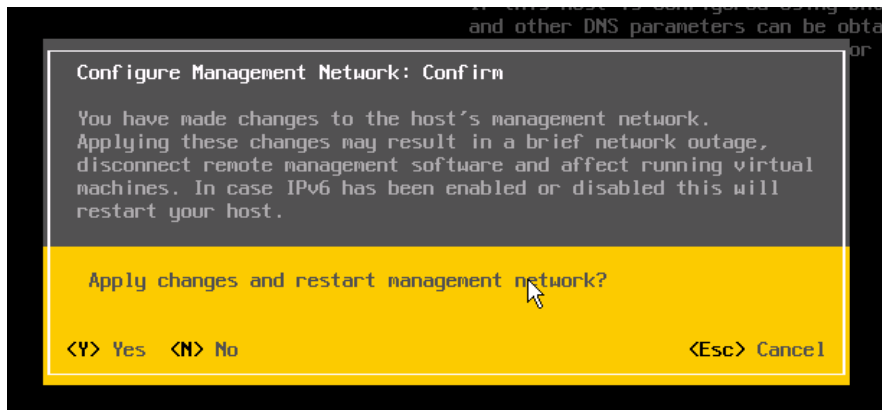 and other DNS parameters can be obta
or
Configure Management Network: Confirm
You have made changes to the host's management network.
Applying these changes may result in a brief network outage,
disconnect remote management software and affect running virtual
machines. In case IPv6 has been enabled or disabled this will
restart your host.
Apply changes and restart management network?
<Y> Yes <N> No <Esc> Cancel